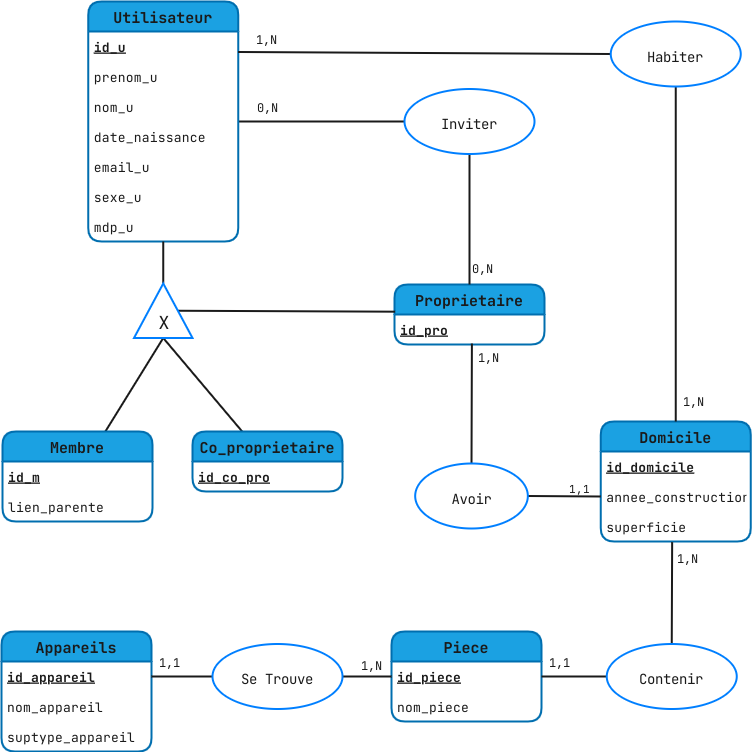 Utilisateur
id_u
prenom_u
nom_u
date_naissance
email_u
sexe_u
mdp_u
1,N
Habiter
0,N
Inviter
0,N
X
Proprietaire
id_pro
1,N
1,N
Membre
id_m
lien_parente
Co_proprietaire
id_co_pro
Avoir
1,1
Domicile
id_domicile
annee_construction
superficie
1,N
Appareils
id_appareil
nom_appareil
suptype_appareil
1,1
Se Trouve
1,N
Piece
id_piece
nom_piece
1,1
Contenir